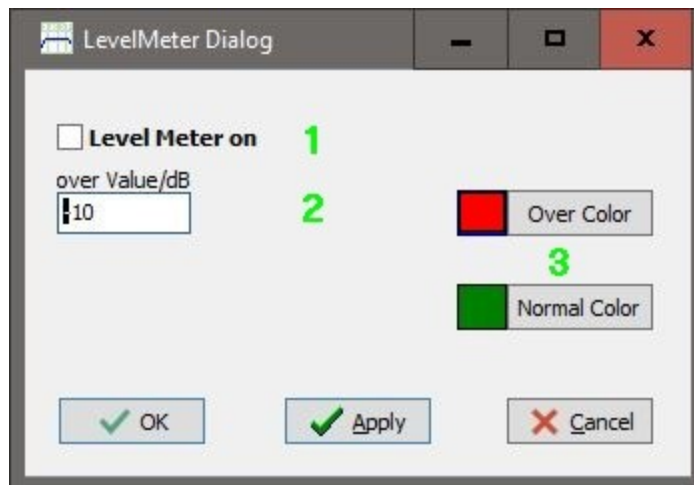 LevelMeter Dialog
Level Meter on 1
over Value/dB
-10 2 Over Color
3
Normal Color
OK Apply Cancel